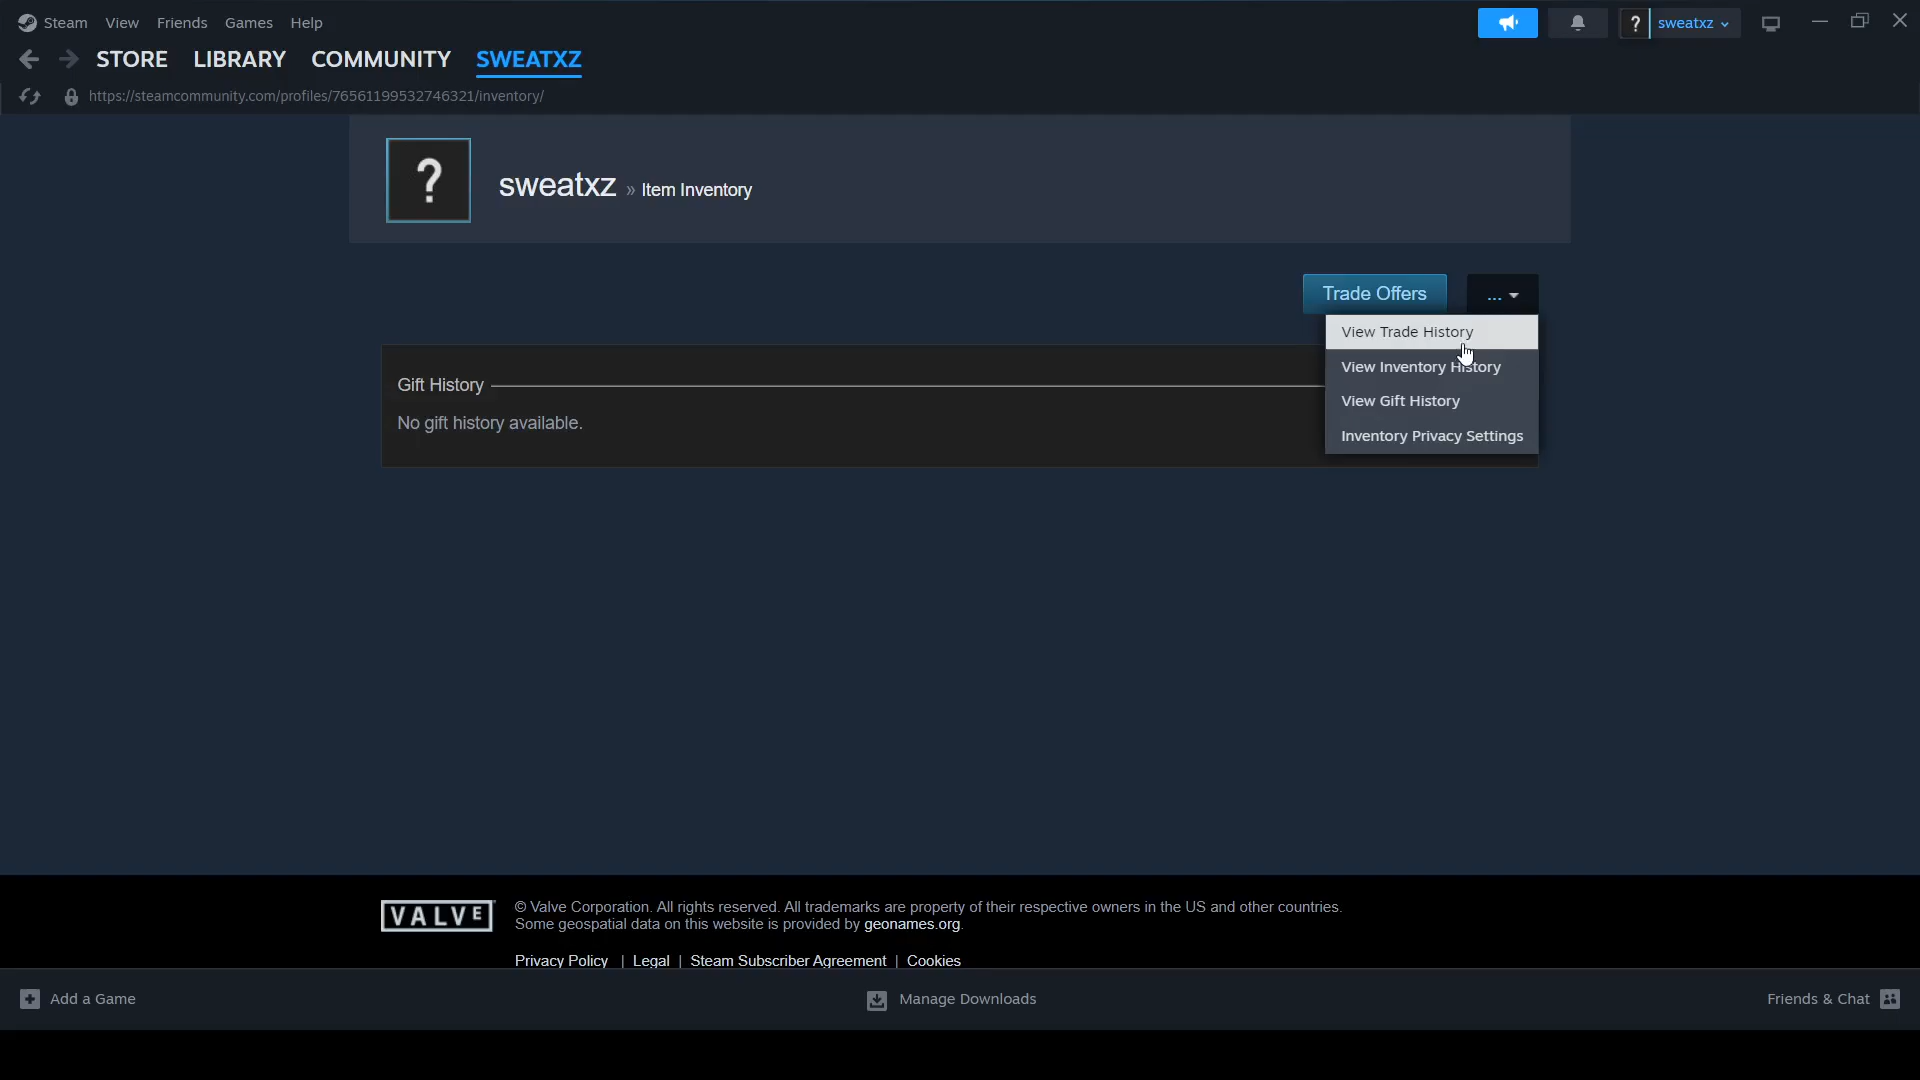 Steam View Friends Games Help
? sweatxz
STORE LIBRARY COMMUNITY SWEATXZ
https://steamcommunity.com/profiles/76561199532746321/inventory/
? sweatxz » Item Inventory
Trade Offers ...
View Trade History
View Inventory History
View Gift History
Inventory Privacy Settings
Gift History
No gift history available.
VALVE © Valve Corporation. All rights reserved. All trademarks are property of their respective owners in the US and other countries.
Some geospatial data on this website is provided by geonames.org.
Privacy Policy | Legal | Steam Subscriber Agreement | Cookies
Add a Game Manage Downloads Friends & Chat